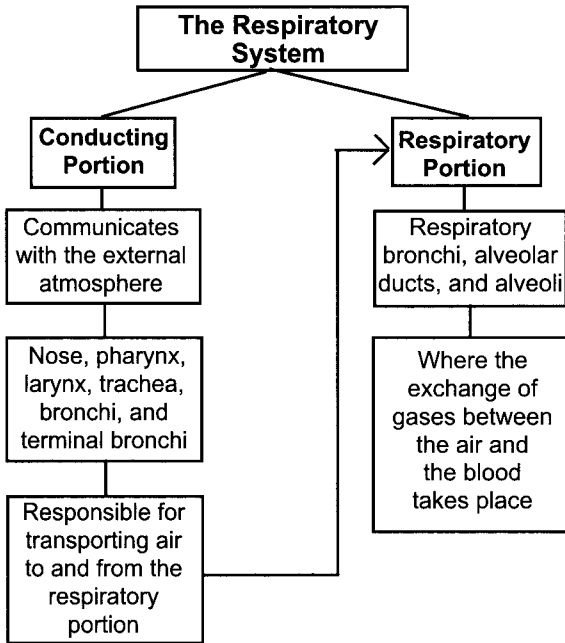 The Respiratory
System
Conducting
Portion
Communicates
with the external
atmosphere
Nose, pharynx,
larynx, trachea,
bronchi, and
terminal bronchi
Responsible for
transporting air
to and from the
respiratory
portion
Respiratory
Portion
Respiratory
bronchi, alveolar
ducts, and alveoli
Where the
exchange of
gases between
the air and
the blood
takes place